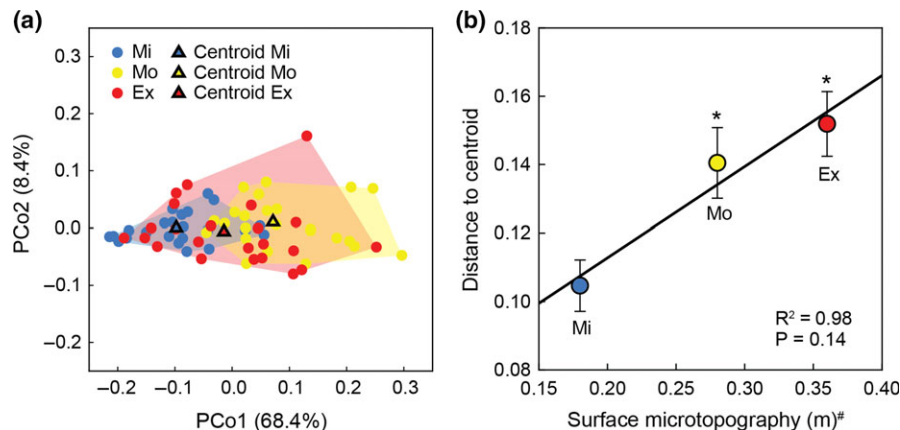 (a)
0.3
0.2
0.1
0.0
−0.1
−0.2
PCo2 (8.4%)
Mi
Mo
Ex
Centroid Mi
Centroid Mo
Centroid Ex
−0.2 −0.1 0.0 0.1 0.2 0.3
PCo1 (68.4%)
(b)
0.18
0.16
0.14
0.12
0.10
0.08
Distance to centroid
*
*
Mi
Mo
Ex
R² = 0.98
P = 0.14
0.15 0.20 0.25 0.30 0.35 0.40
Surface microtopography (m)#